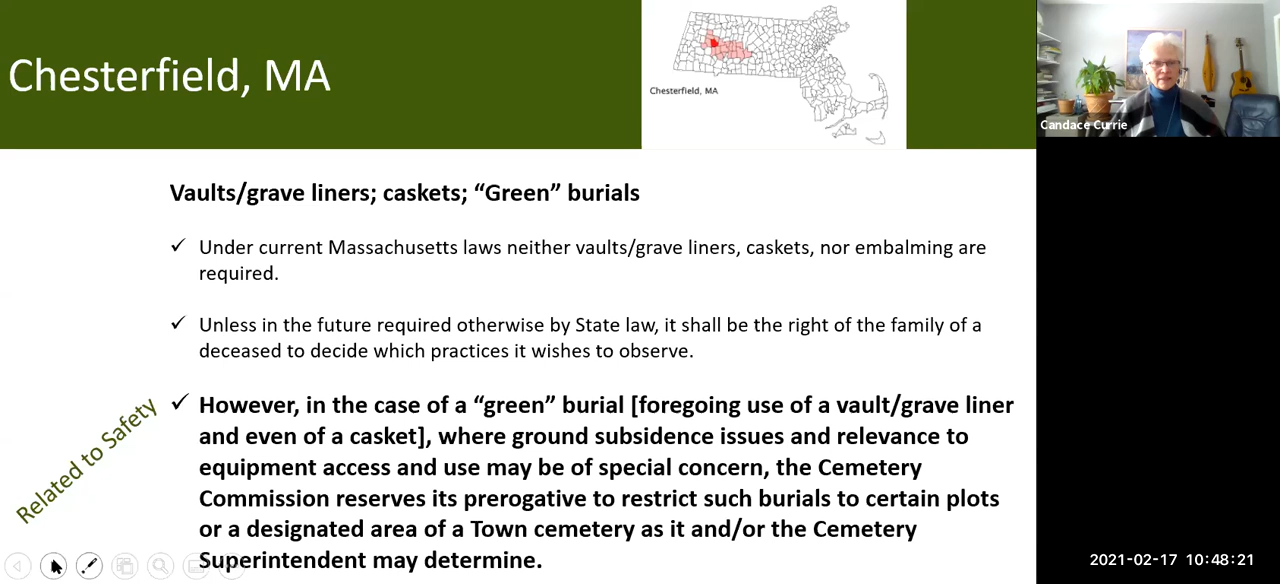 Chesterfield, MA
Chesterfield, MA
Candace Currie
Vaults/grave liners; caskets; “Green” burials
✓ Under current Massachusetts laws neither vaults/grave liners, caskets, nor embalming are
required.
✓ Unless in the future required otherwise by State law, it shall be the right of the family of a
deceased to decide which practices it wishes to observe.
Related to Safety
✓ However, in the case of a “green” burial [foregoing use of a vault/grave liner
and even of a casket], where ground subsidence issues and relevance to
equipment access and use may be of special concern, the Cemetery
Commission reserves its prerogative to restrict such burials to certain plots
or a designated area of a Town cemetery as it and/or the Cemetery
Superintendent may determine.
2021-02-17 10:48:21